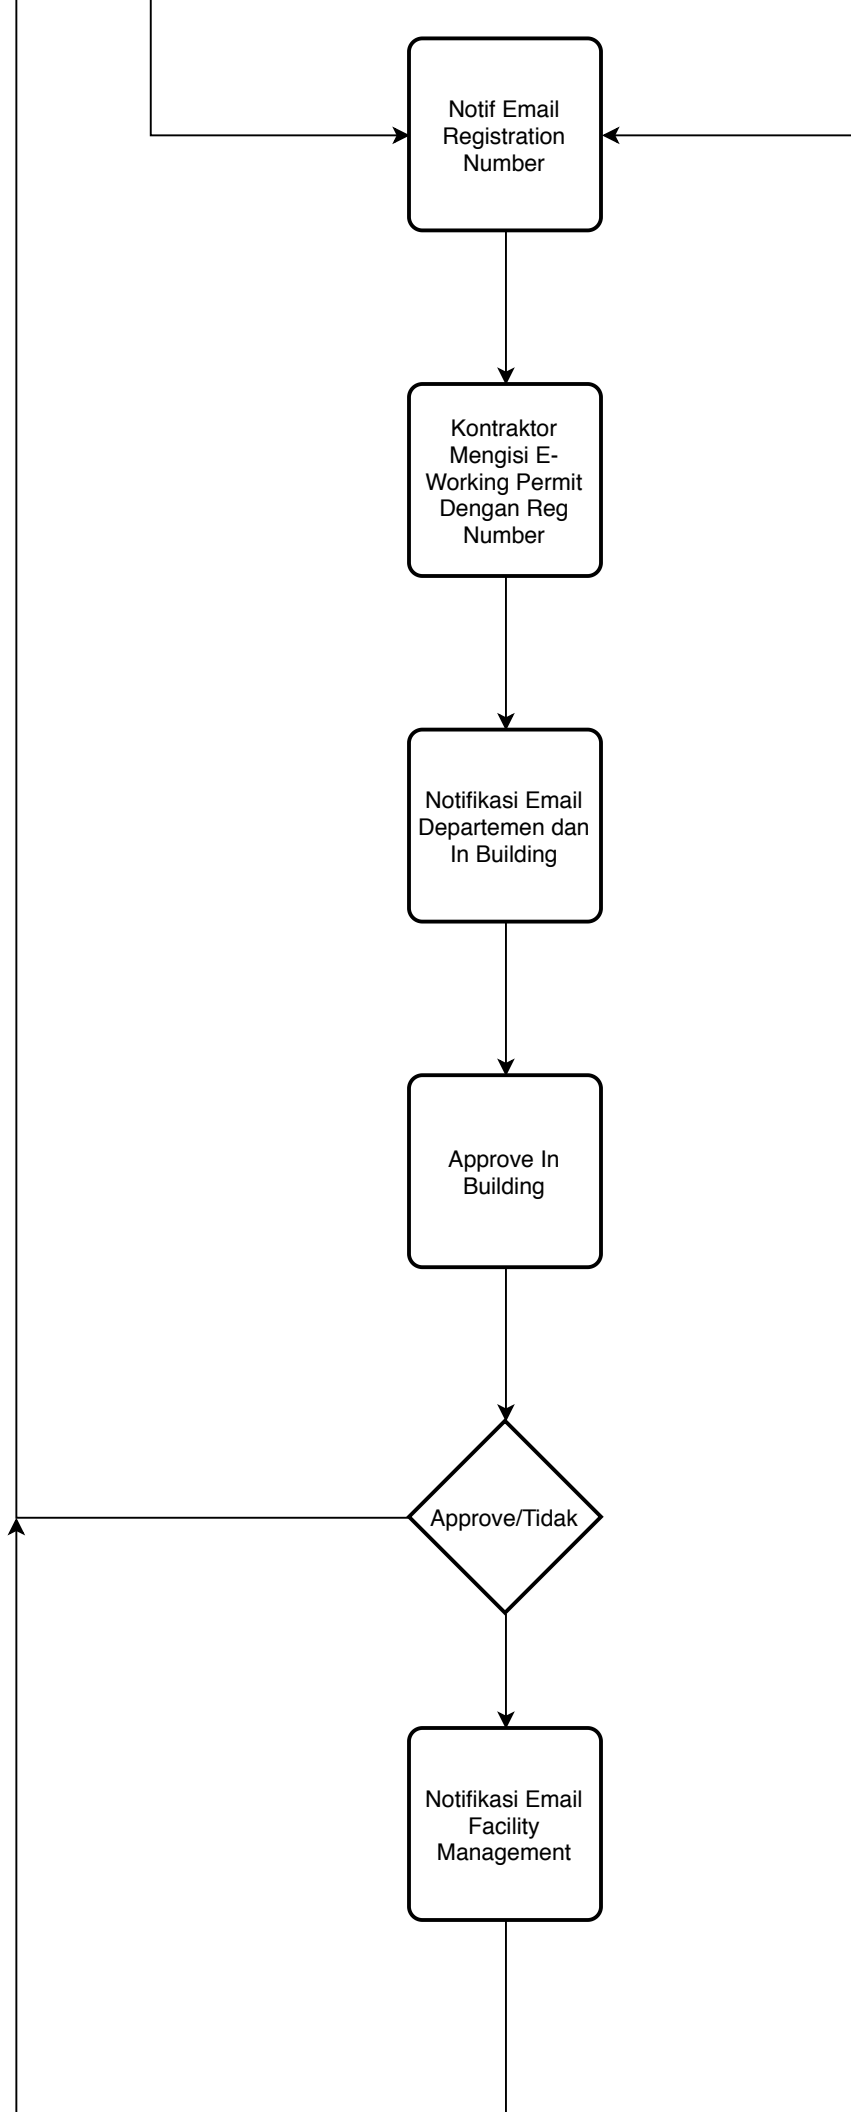 Notif Email
Registration
Number
Kontraktor
Mengisi E-
Working Permit
Dengan Reg
Number
Notifikasi Email
Departemen dan
In Building
Approve In
Building
Approve/Tidak
Notifikasi Email
Facility
Management